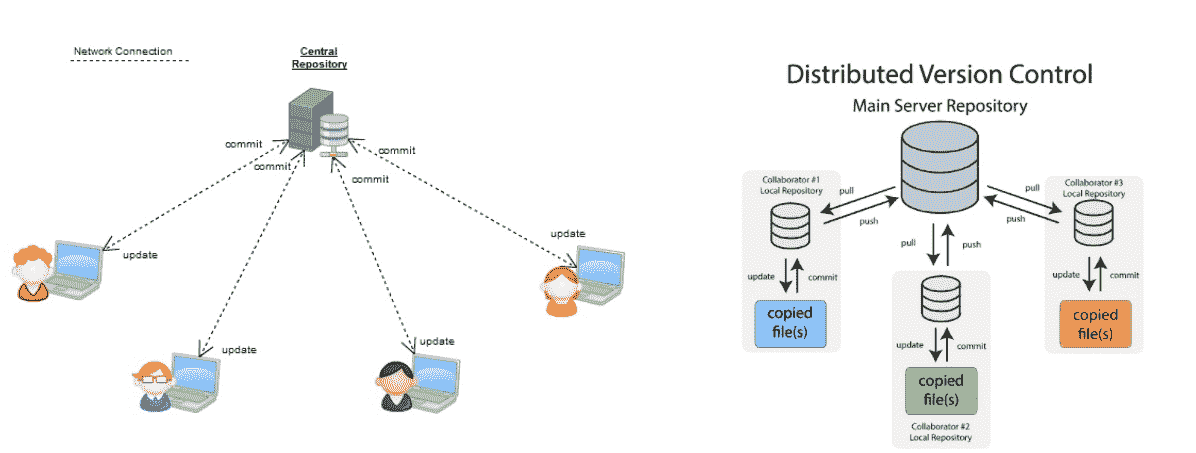 Network Connection
Central
Repository
commit
commit
commit
commit
update
update
update
update
Distributed Version Control
Main Server Repository
Collaborator #1
Local Repository
pull
push
pull
push
Collaborator #3
Local Repository
pull
push
update
commit
copied
file(s)
update
commit
copied
file(s)
Collaborator #2
Local Repository
update
commit
copied
file(s)